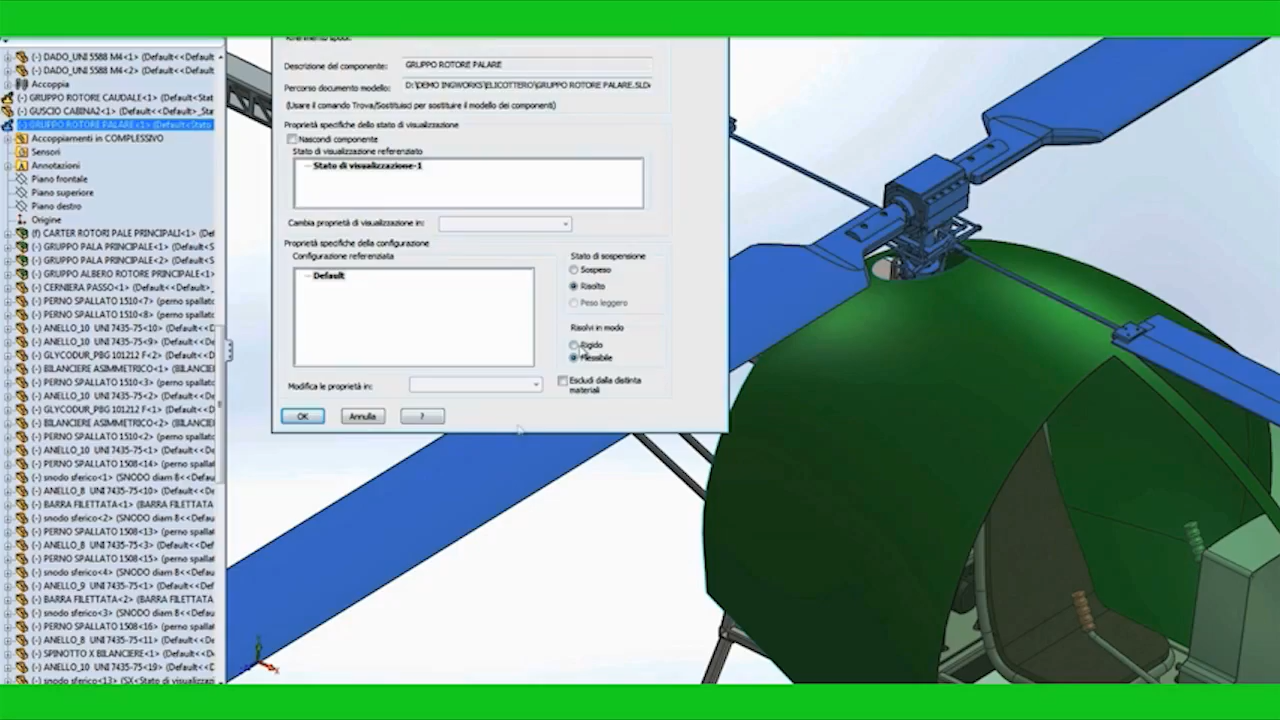 (-) DADO_UNI 5588 M4<1> (Default<<Default
(-) DADO_UNI 5588 M4<2> (Default<<Default
Accoppia
(-) GRUPPO ROTORE CAUDALE<1> (Default<Stat
(-) GUSCIO CABINA2<1> (Default<<Default>_Sta
(-) GRUPPO ROTORE PALARE<1> (Default<Stato
Accoppiamenti in COMPLESSIVO
Sensori
Annotazioni
Piano frontale
Piano superiore
Piano destro
Origine
(f) CARTER ROTORI PALE PRINCIPALI<1> (Def
(-) GRUPPO PALA PRINCIPALE<1> (Default<S
(-) GRUPPO PALA PRINCIPALE<2> (Default<S
(-) GRUPPO ALBERO ROTORE PRINCIPALE<1>
(-) CERNIERA PASSO<1> (Default<<Default>_
(-) PERNO SPALLATO 1510<7> (perno spallato
(-) PERNO SPALLATO 1510<8> (perno spallato
(-) ANELLO_10 UNI 7435-75<10> (Default<<D
(-) ANELLO_10 UNI 7435-75<9> (Default<<De
(-) GLYCODUR_PBG 101212 F<2> (Default<<D
(-) BILANCIERE ASIMMETRICO<1> (BILANCIE
(-) PERNO SPALLATO 1510<3> (perno spallato
(-) ANELLO_10 UNI 7435-75<2> (Default<<De
(-) GLYCODUR_PBG 101212 F<1> (Default<<D
(-) BILANCIERE ASIMMETRICO<2> (BILANCIE
(-) PERNO SPALLATO 1510<2> (perno spallato
(-) ANELLO_10 UNI 7435-75<1> (Default<<De
(-) PERNO SPALLATO 1508<14> (perno spallat
(-) snodo sferico<1> (SNODO diam 8<<Defau
(-) ANELLO_8 UNI 7435-75<10> (Default<<Def
(-) BARRA FILETTATA<1> (BARRA FILETTATA
(-) snodo sferico<2> (SNODO diam 8<<Defau
(-) PERNO SPALLATO 1508<13> (perno spallat
(-) ANELLO_8 UNI 7435-75<3> (Default<<Def
(-) PERNO SPALLATO 1508<15> (perno spallat
(-) snodo sferico<4> (SNODO diam 8<<Defau
(-) ANELLO_9 UNI 7435-75<1> (Default<<Def
(-) BARRA FILETTATA<2> (BARRA FILETTATA
(-) snodo sferico<3> (SNODO diam 8<<Defau
(-) PERNO SPALLATO 1508<16> (perno spallat
(-) ANELLO_8 UNI 7435-75<11> (Default<<De
(-) SPINOTTO X BILANCIERE<1> (Default<<D
(-) ANELLO_10 UNI 7435-75<19> (Default<<D
(-) snodo sferico<13> (SX<Stato di visualizzazi
Descrizione del componente: GRUPPO ROTORE PALARE
Percorso documento modello: D:\DEMO INGWORKS\ELICOTTERO\GRUPPO ROTORE PALARE.SLD
(Usare il comando Trova/Sostituisci per sostituire il modello dei componenti)
Proprietà specifiche dello stato di visualizzazione
Nascondi componente
Stato di visualizzazione referenziato
Stato di visualizzazione-1
Cambia proprietà di visualizzazione in:
Proprietà specifiche della configurazione
Configurazione referenziata
Default
Stato di sospensione
Sospeso
Risolto
Peso leggero
Risolvi in modo
Rigido
Flessibile
Modifica le proprietà in:
Escludi dalla distinta
materiali
OK
Annulla
?